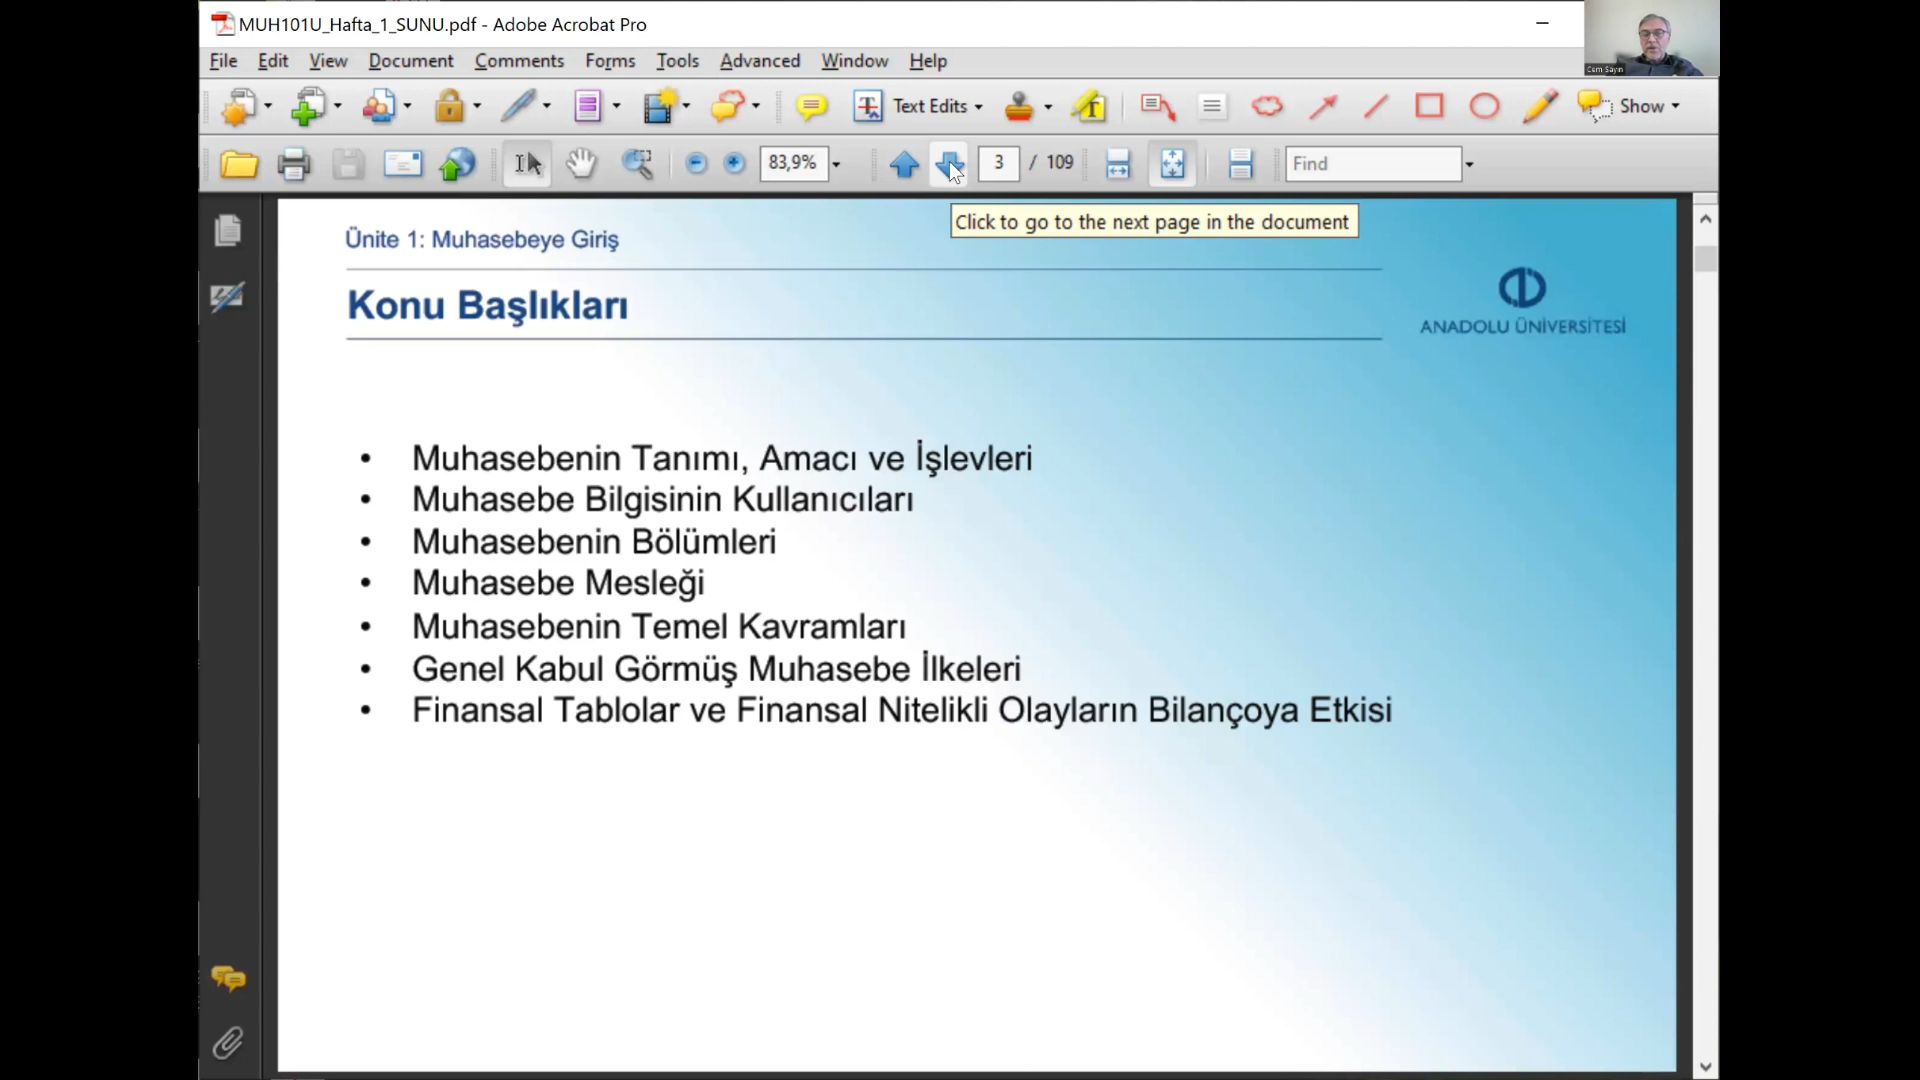 MUH101U_Hafta_1_SUNU.pdf - Adobe Acrobat Pro
File Edit View Document Comments Forms Tools Advanced Window Help
Cem Sayın
Text Edits
Show
83,9%
3 / 109
Find
Click to go to the next page in the document
Ünite 1: Muhasebeye Giriş
Konu Başlıkları
ANADOLU ÜNİVERSİTESİ
• Muhasebenin Tanımı, Amacı ve İşlevleri
• Muhasebe Bilgisinin Kullanıcıları
• Muhasebenin Bölümleri
• Muhasebe Mesleği
• Muhasebenin Temel Kavramları
• Genel Kabul Görmüş Muhasebe İlkeleri
• Finansal Tablolar ve Finansal Nitelikli Olayların Bilançoya Etkisi